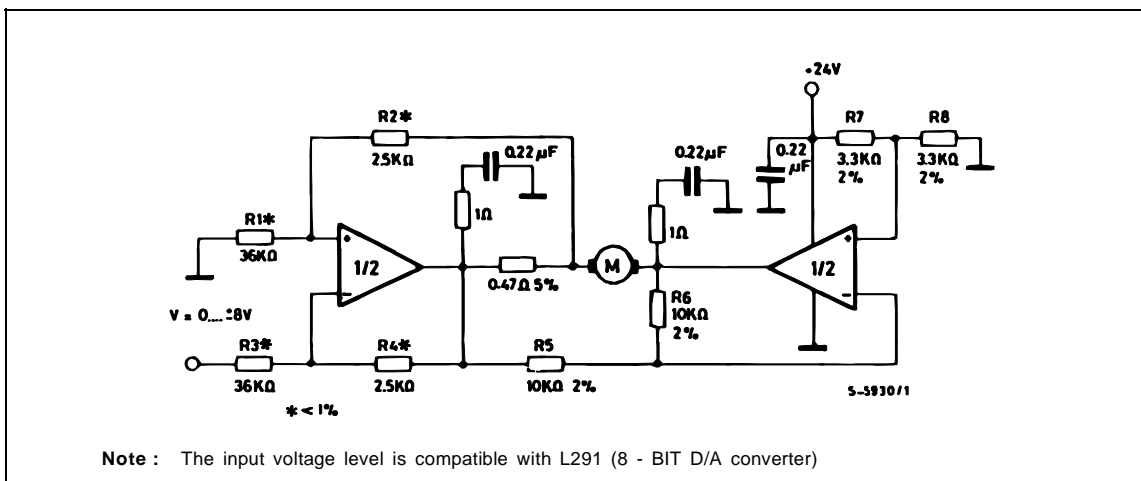 +24V
R2*
2.5KΩ
0.22µF
0.22µF
0.22
µF
R7
3.3KΩ
2%
R8
3.3KΩ
2%
1Ω
1Ω
R1*
36KΩ
+
1/2
-
0.47Ω 5%
M
+
1/2
-
V = 0....±8V
R6
10KΩ
2%
R3*
36KΩ
R4*
2.5KΩ
R5
10KΩ 2%
* < 1%
S-5930/1
Note : The input voltage level is compatible with L291 (8 - BIT D/A converter)